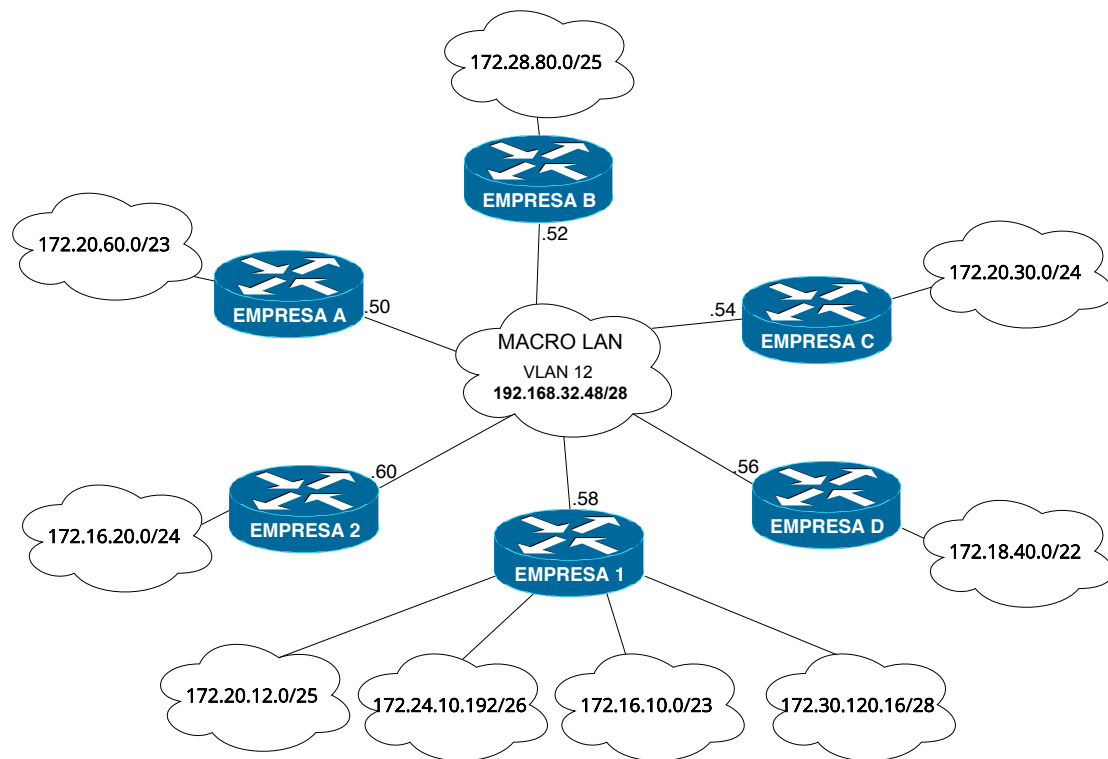 172.28.80.0/25
EMPRESA B
.52
172.20.60.0/23
EMPRESA A
.50
172.20.30.0/24
EMPRESA C
.54
MACRO LAN
VLAN 12
192.168.32.48/28
.60
EMPRESA 2
172.16.20.0/24
.58
EMPRESA 1
.56
EMPRESA D
172.18.40.0/22
172.20.12.0/25
172.24.10.192/26
172.16.10.0/23
172.30.120.16/28